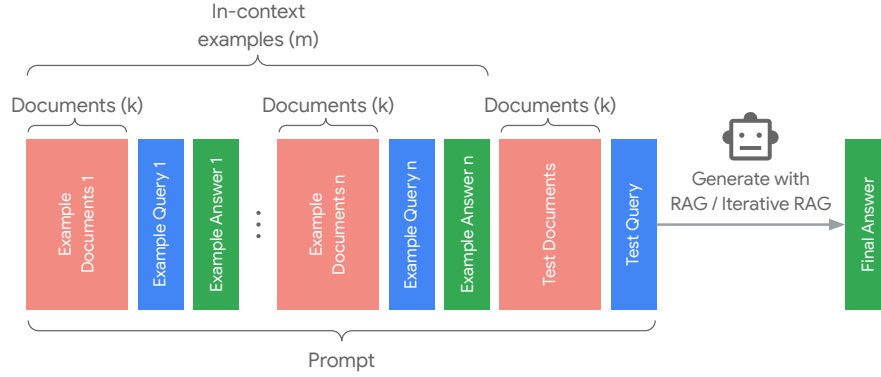 In-context
examples (m)
Documents (k)
Documents (k)
Documents (k)
Example
Documents 1
Example Query 1
Example Answer 1
Example
Documents n
Example Query n
Example Answer n
Test Documents
Test Query
Generate with
RAG / Iterative RAG
Final Answer
Prompt